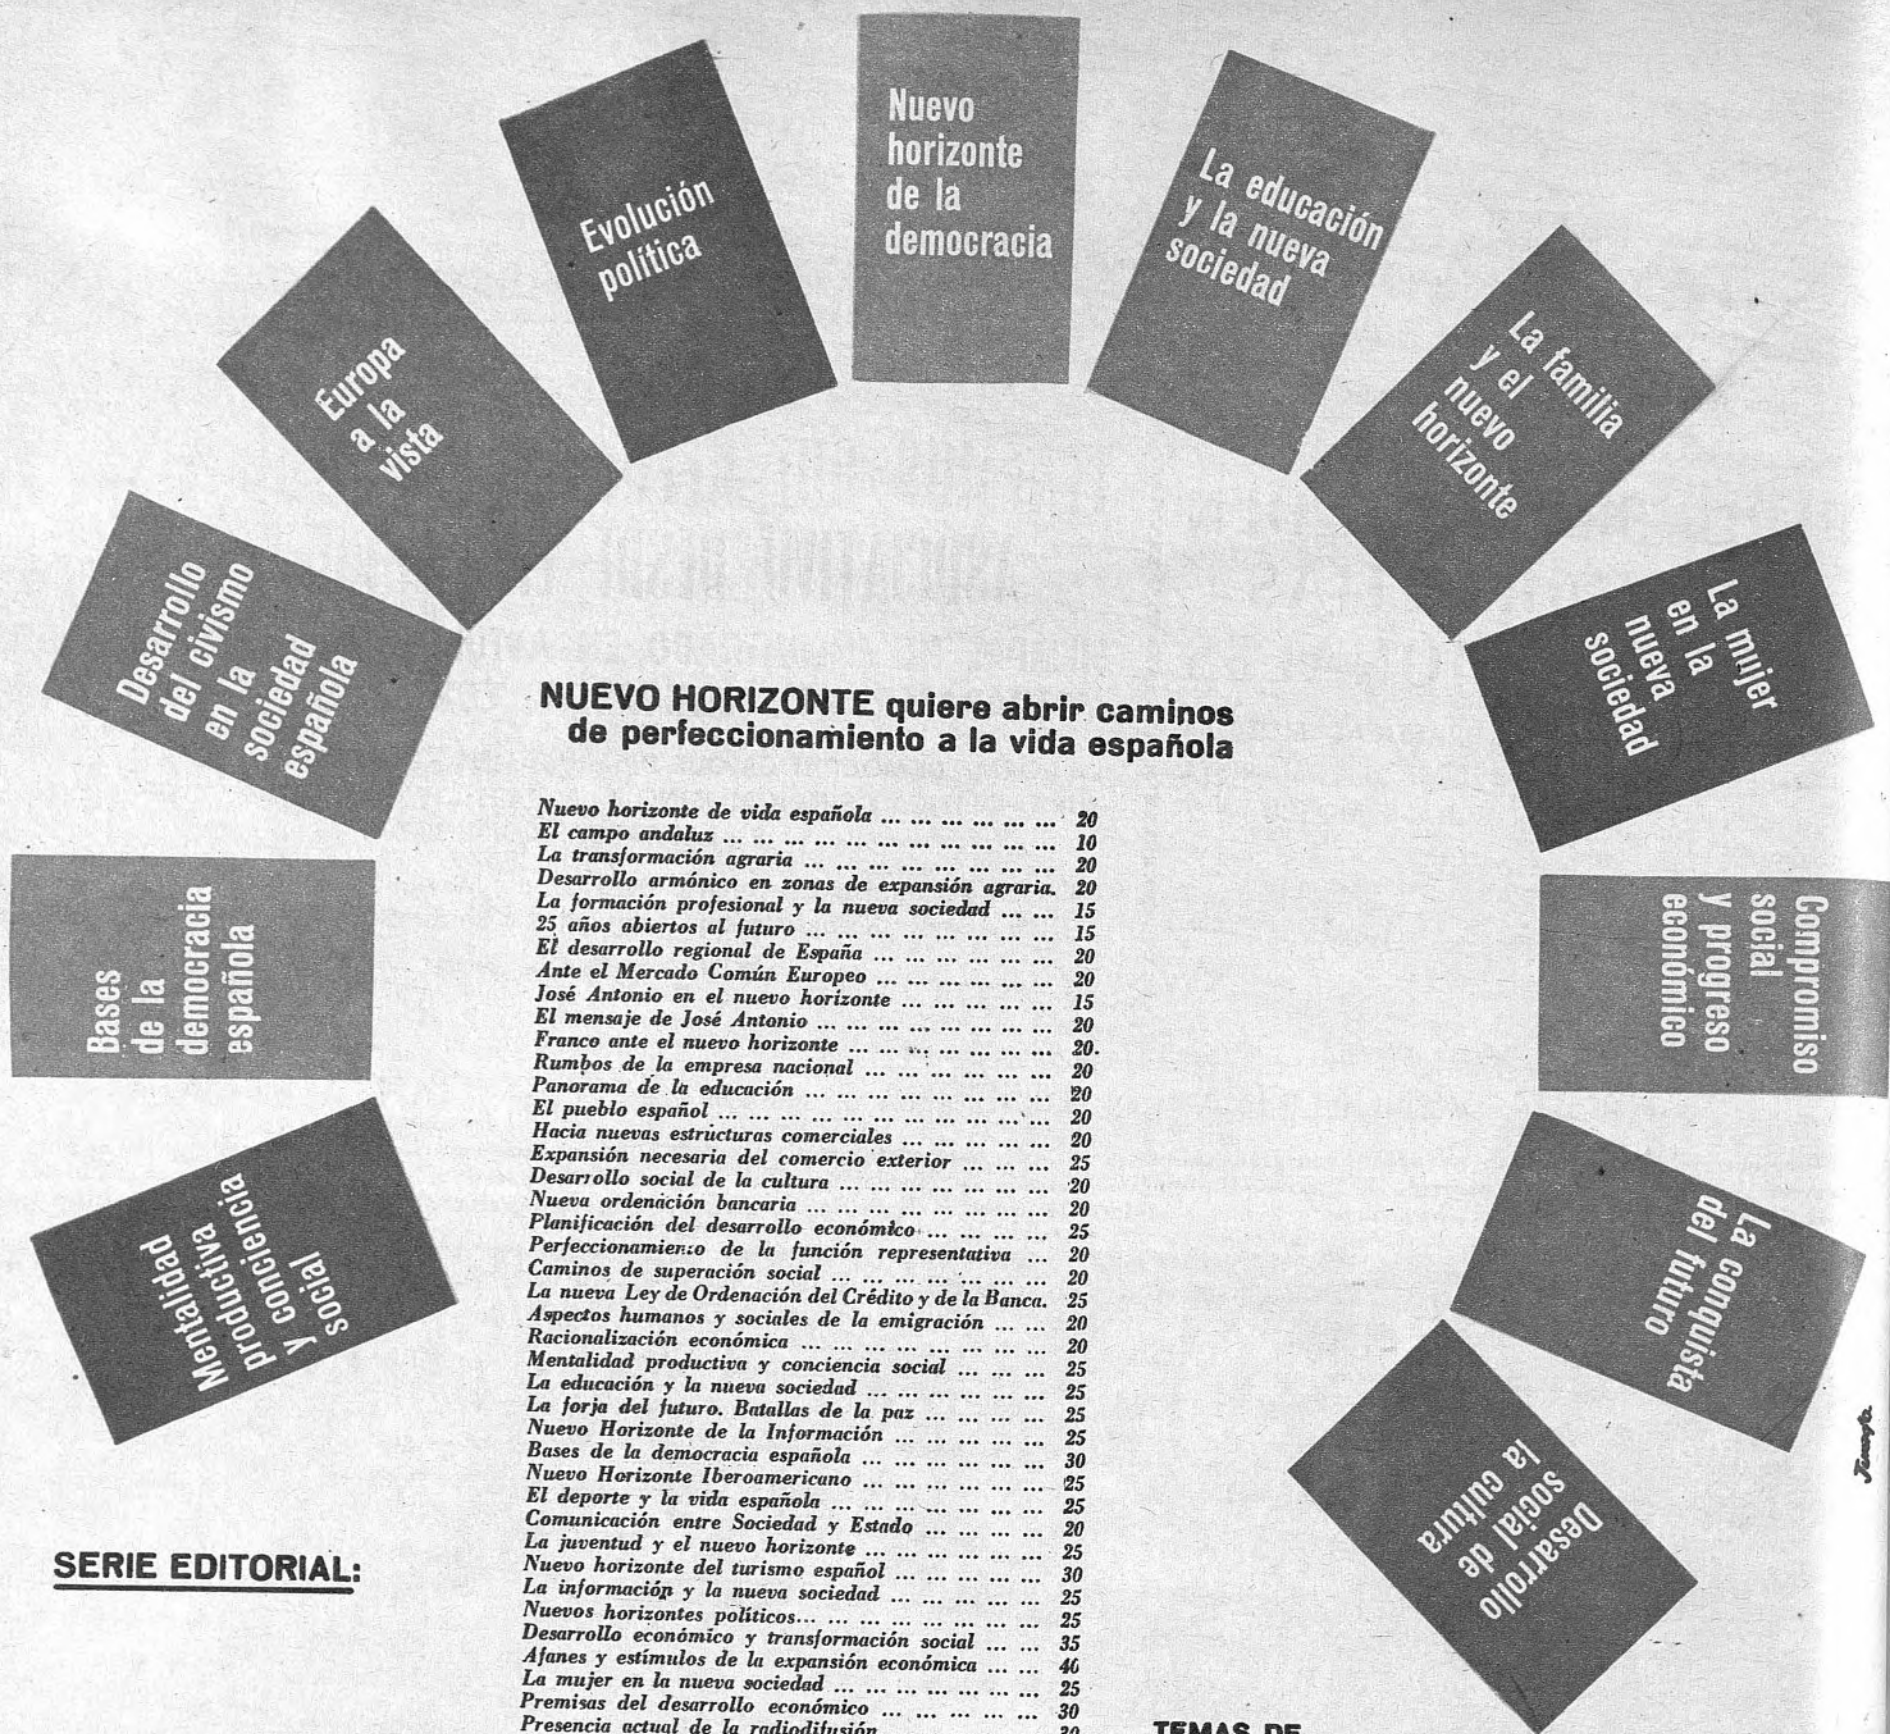 Nuevo
horizonte
de la
democracia
Evolución
política
La educación
y la nueva
sociedad
Europa
a la
vista
La familia
y el
nuevo
horizonte
Desarrollo
del civismo
en la
sociedad
española
La mujer
en la
nueva
sociedad
Bases
de la
democracia
española
Compromiso
social
y progreso
económico
Mentalidad
productiva
y conciencia
social
La conquista
del futuro
Desarrollo
social de
la cultura
NUEVO HORIZONTE quiere abrir caminos
de perfeccionamiento a la vida española
Nuevo horizonte de vida española ... ... ... ... ... ... 20
El campo andaluz ... ... ... ... ... ... ... ... ... ... ... 10
La transformación agraria ... ... ... ... ... ... ... ... 20
Desarrollo armónico en zonas de expansión agraria. 20
La formación profesional y la nueva sociedad ... ... 15
25 años abiertos al futuro ... ... ... ... ... ... ... ... 15
El desarrollo regional de España ... ... ... ... ... ... 20
Ante el Mercado Común Europeo ... ... ... ... ... ... 20
José Antonio en el nuevo horizonte ... ... ... ... ... 15
El mensaje de José Antonio ... ... ... ... ... ... ... ... 20
Franco ante el nuevo horizonte ... ... ... ... ... ... ... 20.
Rumbos de la empresa nacional ... ... ... ... ... ... 20
Panorama de la educación ... ... ... ... ... ... ... ... 20
El pueblo español ... ... ... ... ... ... ... ... ... ... ... 20
Hacia nuevas estructuras comerciales ... ... ... ... ... 20
Expansión necesaria del comercio exterior ... ... ... 25
Desarrollo social de la cultura ... ... ... ... ... ... ... 20
Nueva ordenación bancaria ... ... ... ... ... ... ... ... 20
Planificación del desarrollo económico ... ... ... ... 25
Perfeccionamiento de la función representativa ... 20
Caminos de superación social ... ... ... ... ... ... ... 20
La nueva Ley de Ordenación del Crédito y de la Banca. 25
Aspectos humanos y sociales de la emigración ... ... 20
Racionalización económica ... ... ... ... ... ... ... ... 20
Mentalidad productiva y conciencia social ... ... ... 25
La educación y la nueva sociedad ... ... ... ... ... ... 25
La forja del futuro. Batallas de la paz ... ... ... ... 25
Nuevo Horizonte de la Información ... ... ... ... ... 25
Bases de la democracia española ... ... ... ... ... ... 30
Nuevo Horizonte Iberoamericano ... ... ... ... ... ... 25
El deporte y la vida española ... ... ... ... ... ... ... 25
Comunicación entre Sociedad y Estado ... ... ... ... 20
La juventud y el nuevo horizonte ... ... ... ... ... ... 25
Nuevo horizonte del turismo español ... ... ... ... ... 30
La información y la nueva sociedad ... ... ... ... ... 25
Nuevos horizontes políticos... ... ... ... ... ... ... ... 25
Desarrollo económico y transformación social ... ... 35
Afanes y estímulos de la expansión económica ... ... 40
La mujer en la nueva sociedad ... ... ... ... ... ... ... 25
Premisas del desarrollo económico ... ... ... ... ... ... 30
Presencia actual de la radiodifusión
SERIE EDITORIAL:
TEMAS DE